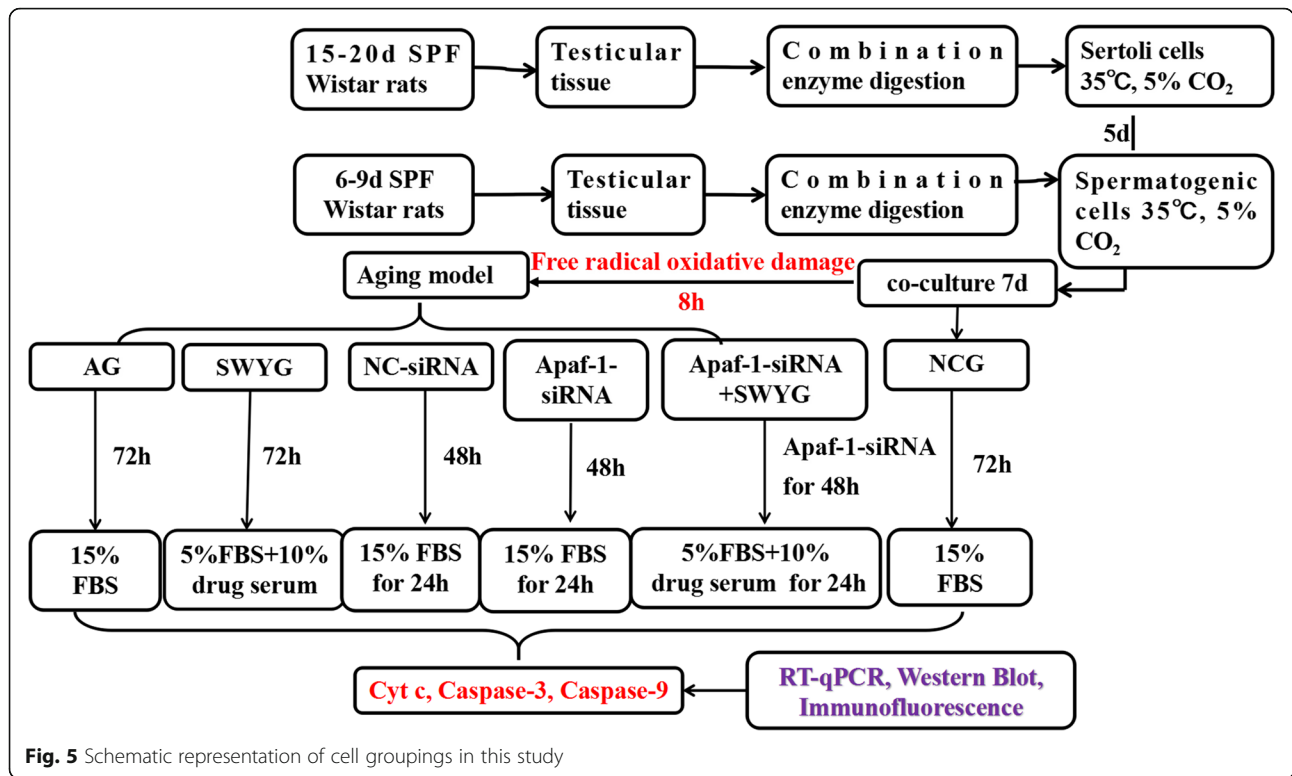 15-20d SPF
Wistar rats
Testicular
tissue
Combination
enzyme digestion
Sertoli cells
35℃, 5% CO₂
5d
6-9d SPF
Wistar rats
Testicular
tissue
Combination
enzyme digestion
Spermatogenic
cells 35℃, 5%
CO₂
Aging model
Free radical oxidative damage
8h
co-culture 7d
AG
SWYG
NC-siRNA
Apaf-1-
siRNA
Apaf-1-siRNA
+SWYG
NCG
72h
72h
48h
48h
Apaf-1-siRNA
for 48h
72h
15%
FBS
5%FBS+10%
drug serum
15% FBS
for 24h
15% FBS
for 24h
5%FBS+10%
drug serum for 24h
15%
FBS
Cyt c, Caspase-3, Caspase-9
RT-qPCR, Western Blot,
Immunofluorescence
Fig. 5 Schematic representation of cell groupings in this study